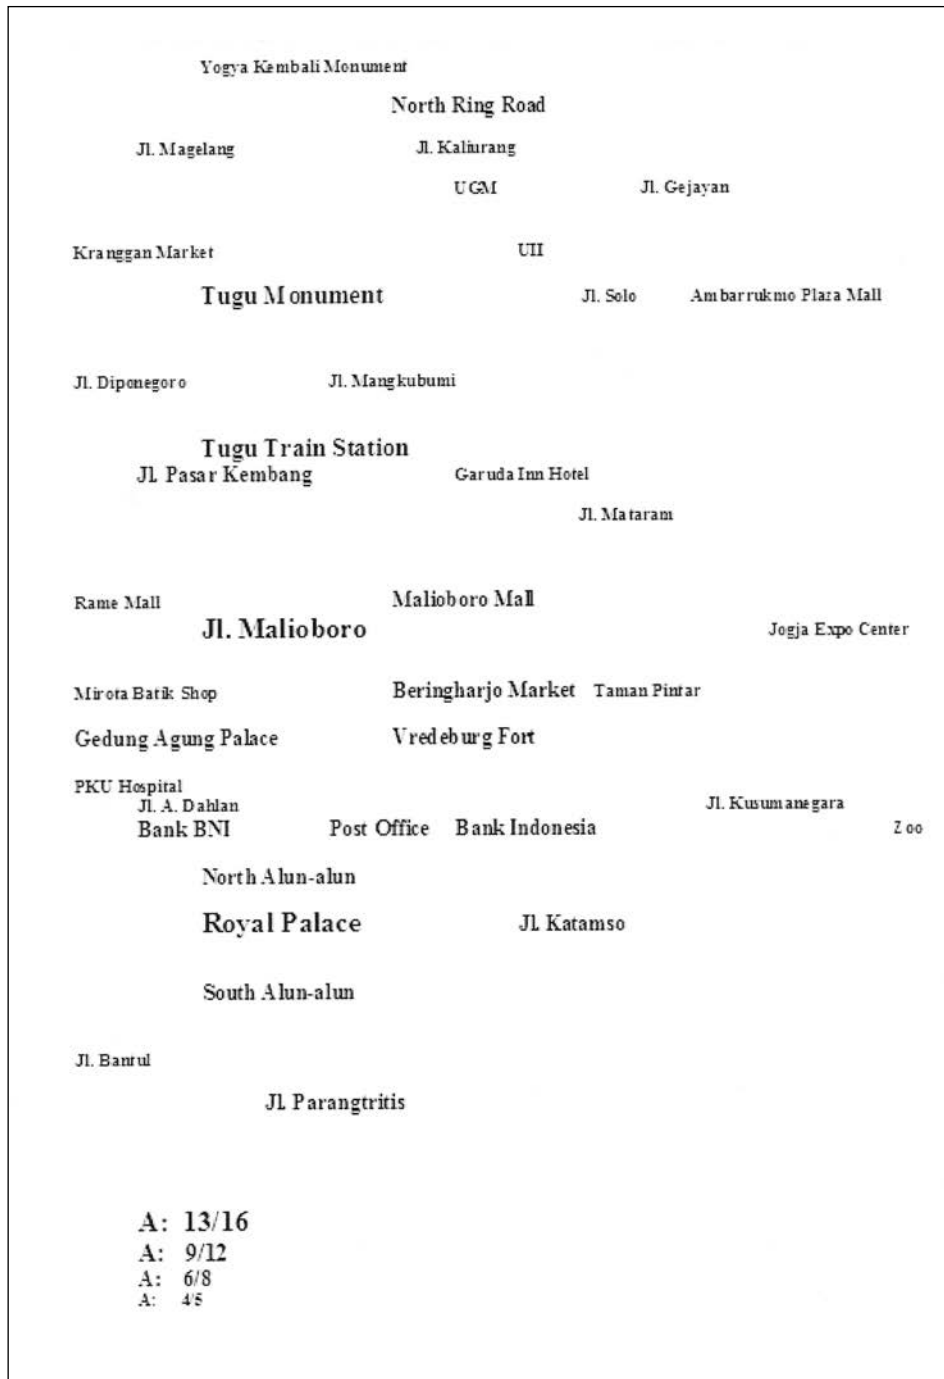 Yogya Kembali Monument
North Ring Road
Jl. Magelang Jl. Kaliurang
UGM Jl. Gejayan
Kranggan Market UII
Tugu Monument Jl. Solo Ambarrukmo Plaza Mall
Jl. Diponegoro Jl. Mangkubumi
Tugu Train Station
Jl. Pasar Kembang Garuda Inn Hotel
Jl. Mataram
Rame Mall Malioboro Mall
Jl. Malioboro Jogja Expo Center
Mirota Batik Shop Beringharjo Market Taman Pintar
Gedung Agung Palace Vredeburg Fort
PKU Hospital
Jl. A. Dahlan Jl. Kusumanegara
Bank BNI Post Office Bank Indonesia Zoo
North Alun-alun
Royal Palace Jl. Katamso
South Alun-alun
Jl. Bantul
Jl. Parangtritis
A: 13/16
A: 9/12
A: 6/8
A: 4/5